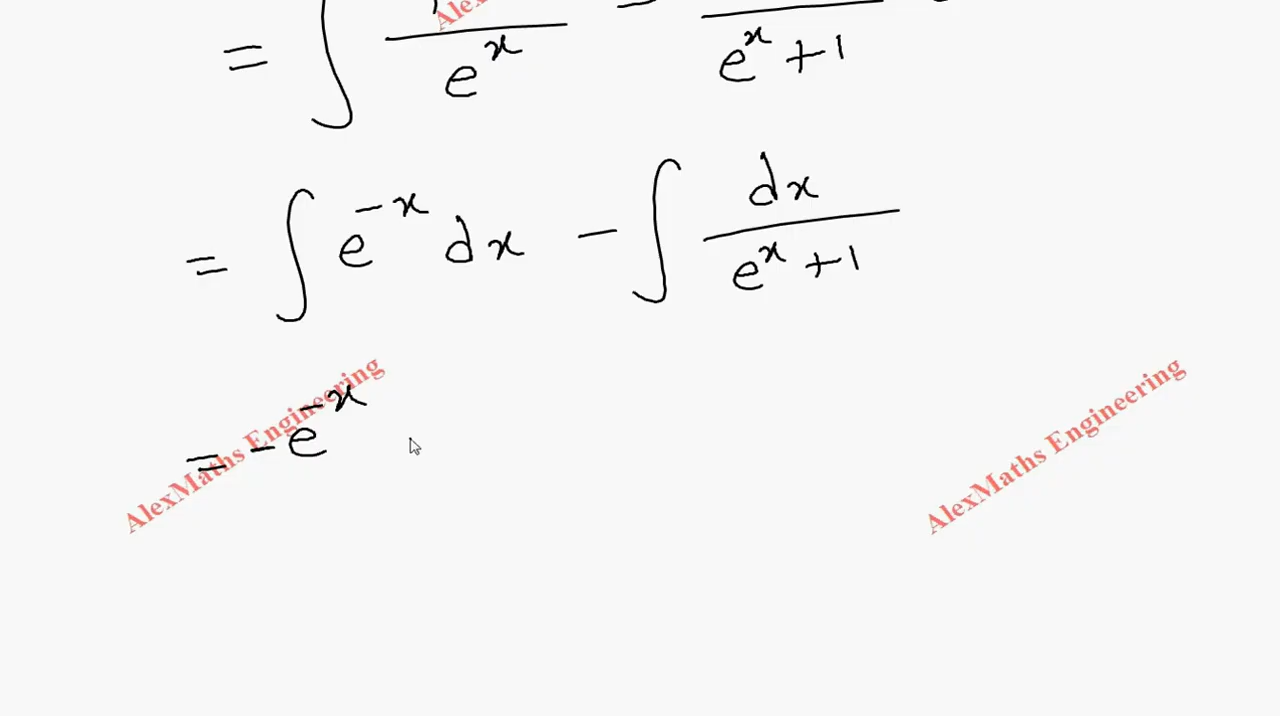 = ∫ / e^x − / e^x + 1
= ∫ e^−x dx − ∫ dx / e^x + 1
= − e^−x
AlexMaths Engineering
AlexMaths Engineering